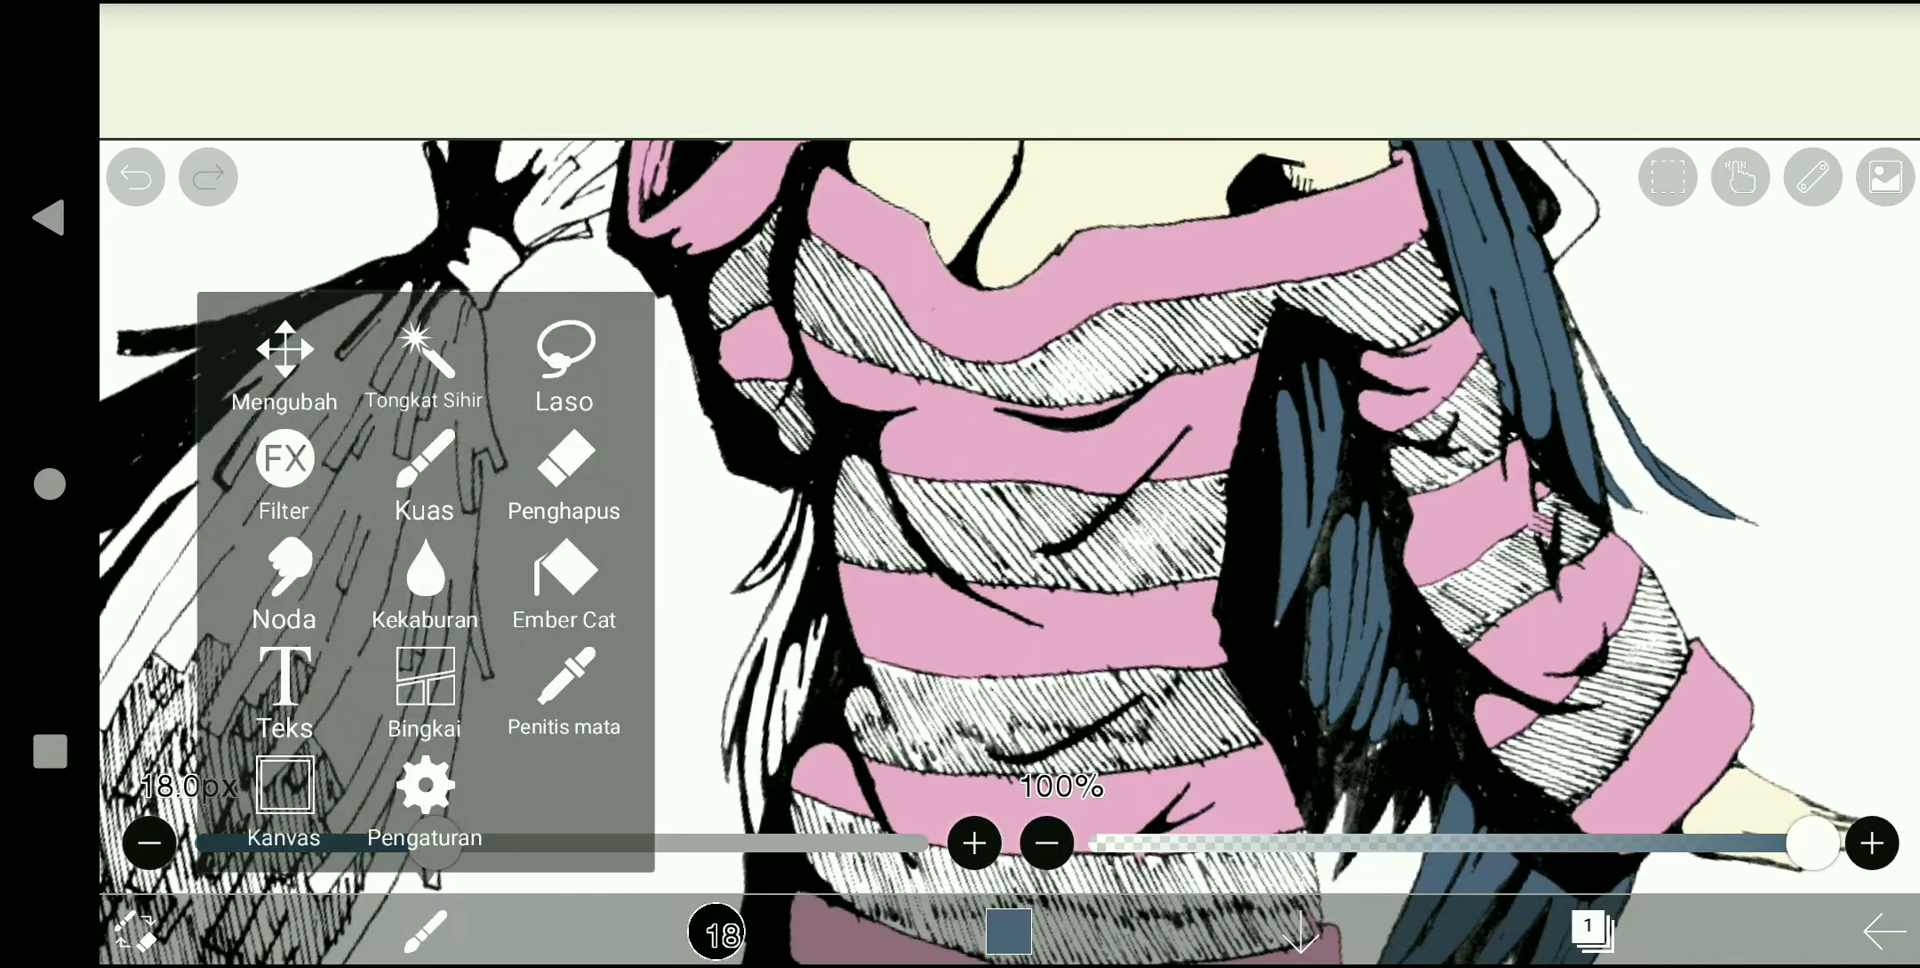 Mengubah Tongkat Sihir Laso
FX
Filter Kuas Penghapus
Noda Kekaburan Ember Cat
T
Teks Bingkai Penitis mata
18.0px 100%
Kanvas Pengaturan
18 1